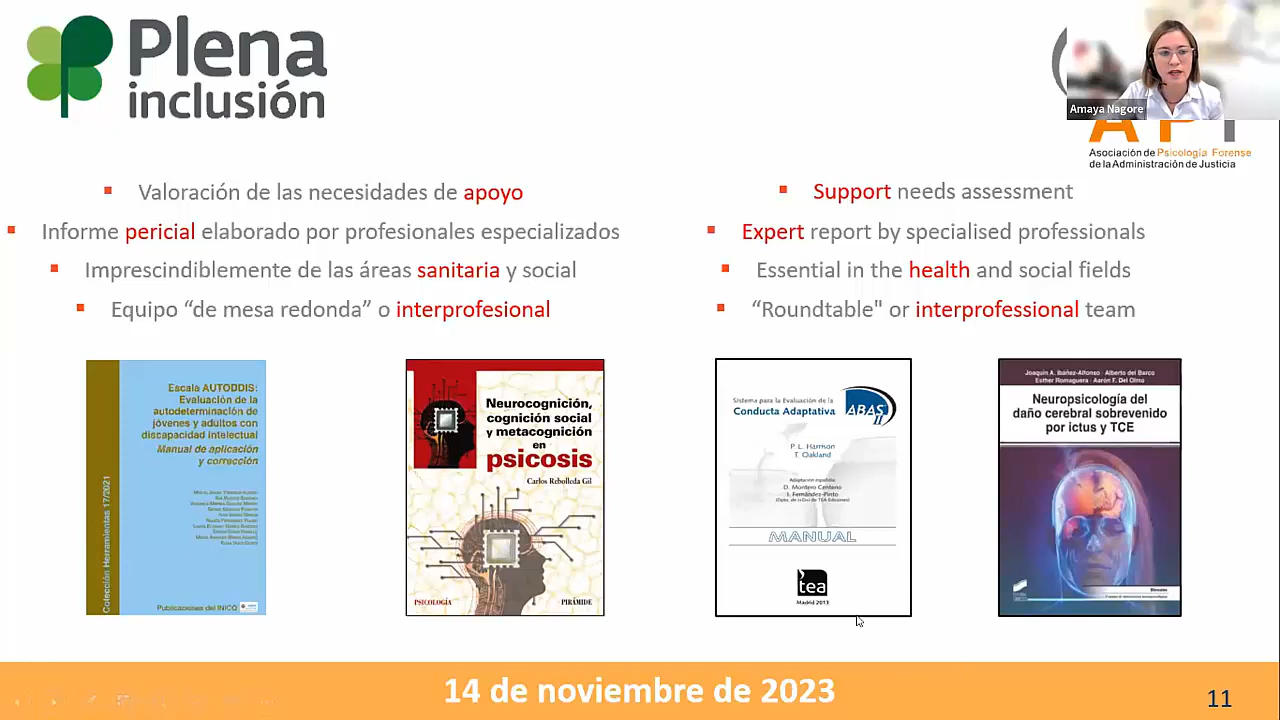 Plena
inclusión
Amaya Nagore
Asociación de Psicología Forense
de la Administración de Justicia
▪ Valoración de las necesidades de apoyo
▪ Informe pericial elaborado por profesionales especializados
▪ Imprescindiblemente de las áreas sanitaria y social
▪ Equipo “de mesa redonda” o interprofesional
▪ Support needs assessment
▪ Expert report by specialised professionals
▪ Essential in the health and social fields
▪ “Roundtable" or interprofessional team
Escala AUTODDIS:
Evaluación de la
autodeterminación de
jóvenes y adultos con
discapacidad intelectual
Manual de aplicación
y corrección
Colección Herramientas 17/2021
Publicaciones del INICO
Neurocognición,
cognición social
y metacognición
en
psicosis
Carlos Rebolleda Gil
PSICOLOGÍA
PIRÁMIDE
Sistema para la Evaluación de la
Conducta Adaptativa
ABAS
II
P. L. Harrison
T. Oakland
Adaptación española:
D. Montero Centeno
I. Fernández-Pinto
MANUAL
tea
Madrid 2013
Joaquín A. Ibáñez-Alfonso · Alberto del Barco
Esther Romaguera · Aarón F. Del Olmo
Neuropsicología del
daño cerebral sobrevenido
por ictus y TCE
14 de noviembre de 2023
11